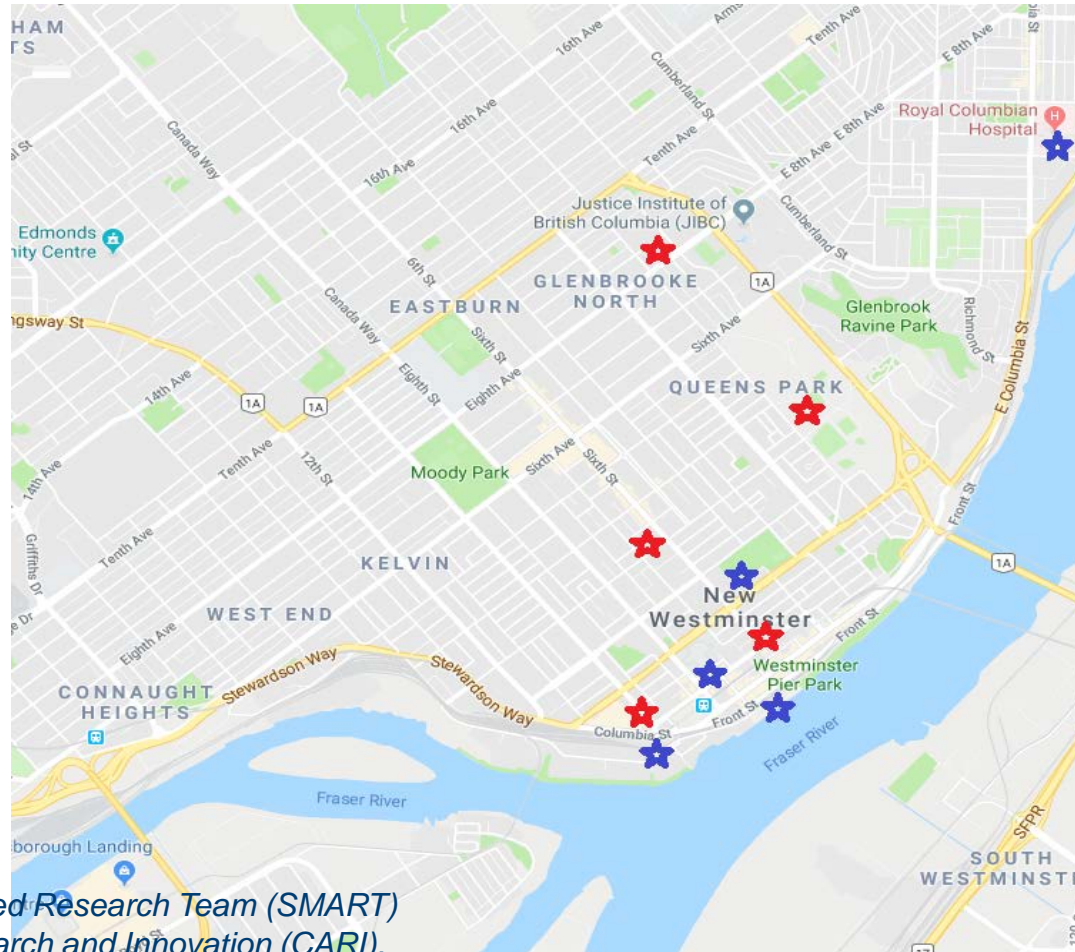 HAM
TS
16th Ave
Tenth Ave
E 8th Ave
Cumberland St
Royal Columbian
Hospital
H
Canada Way
16th Ave
Tenth Ave
E 8th Ave
E 8th Ave
16th Ave
Justice Institute of
British Columbia (JIBC)
Cumberland St
Edmonds
nity Centre
6th St
GLENBROOKE
NORTH
1A
EASTBURN
Glenbrook
Ravine Park
Richmond St
ngsway St
Canada Way
Sixth St
Sixth Ave
E Columbia St
14th Ave
Eighth St
Eighth Ave
QUEENS PARK
1A
1A
Tenth Ave
12th St
Moody Park
Sixth Ave
Sixth St
14th Ave
Front St
Griffiths Dr
Tenth Ave
KELVIN
1A
New
Westminster
WEST END
Eighth Ave
Front St
Stewardson Way
Stewardson Way
Westminster
Pier Park
CONNAUGHT
HEIGHTS
Columbia St
Front St
Fraser River
Fraser River
SFPR
sborough Landing
SOUTH
WESTMINST
ed Research Team (SMART)
arch and Innovation (CARI).